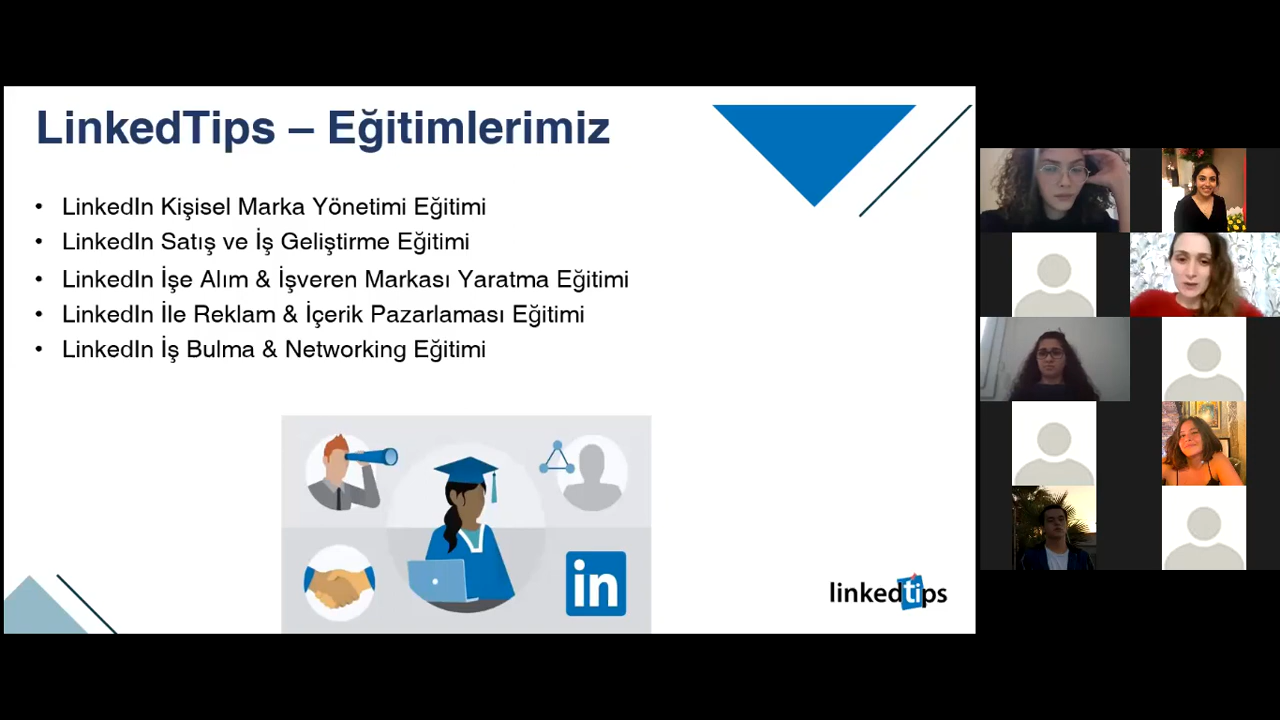 LinkedTips – Eğitimlerimiz
• LinkedIn Kişisel Marka Yönetimi Eğitimi
• LinkedIn Satış ve İş Geliştirme Eğitimi
• LinkedIn İşe Alım & İşveren Markası Yaratma Eğitimi
• LinkedIn İle Reklam & İçerik Pazarlaması Eğitimi
• LinkedIn İş Bulma & Networking Eğitimi
in
linkedtips